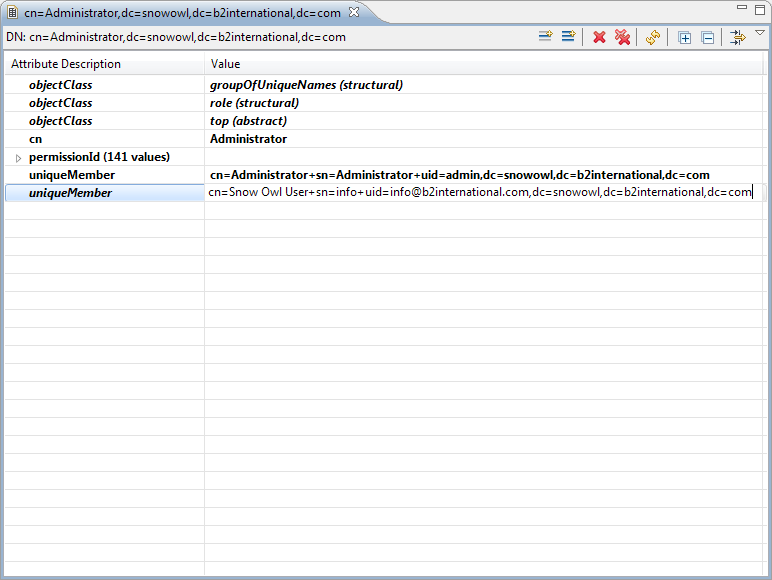 cn=Administrator,dc=snowowl,dc=b2international,dc=com
DN: cn=Administrator,dc=snowowl,dc=b2international,dc=com
Attribute Description Value
objectClass groupOfUniqueNames (structural)
objectClass role (structural)
objectClass top (abstract)
cn Administrator
permissionId (141 values)
uniqueMember cn=Administrator+sn=Administrator+uid=admin,dc=snowowl,dc=b2international,dc=com
uniqueMember cn=Snow Owl User+sn=info+uid=info@b2international.com,dc=snowowl,dc=b2international,dc=com